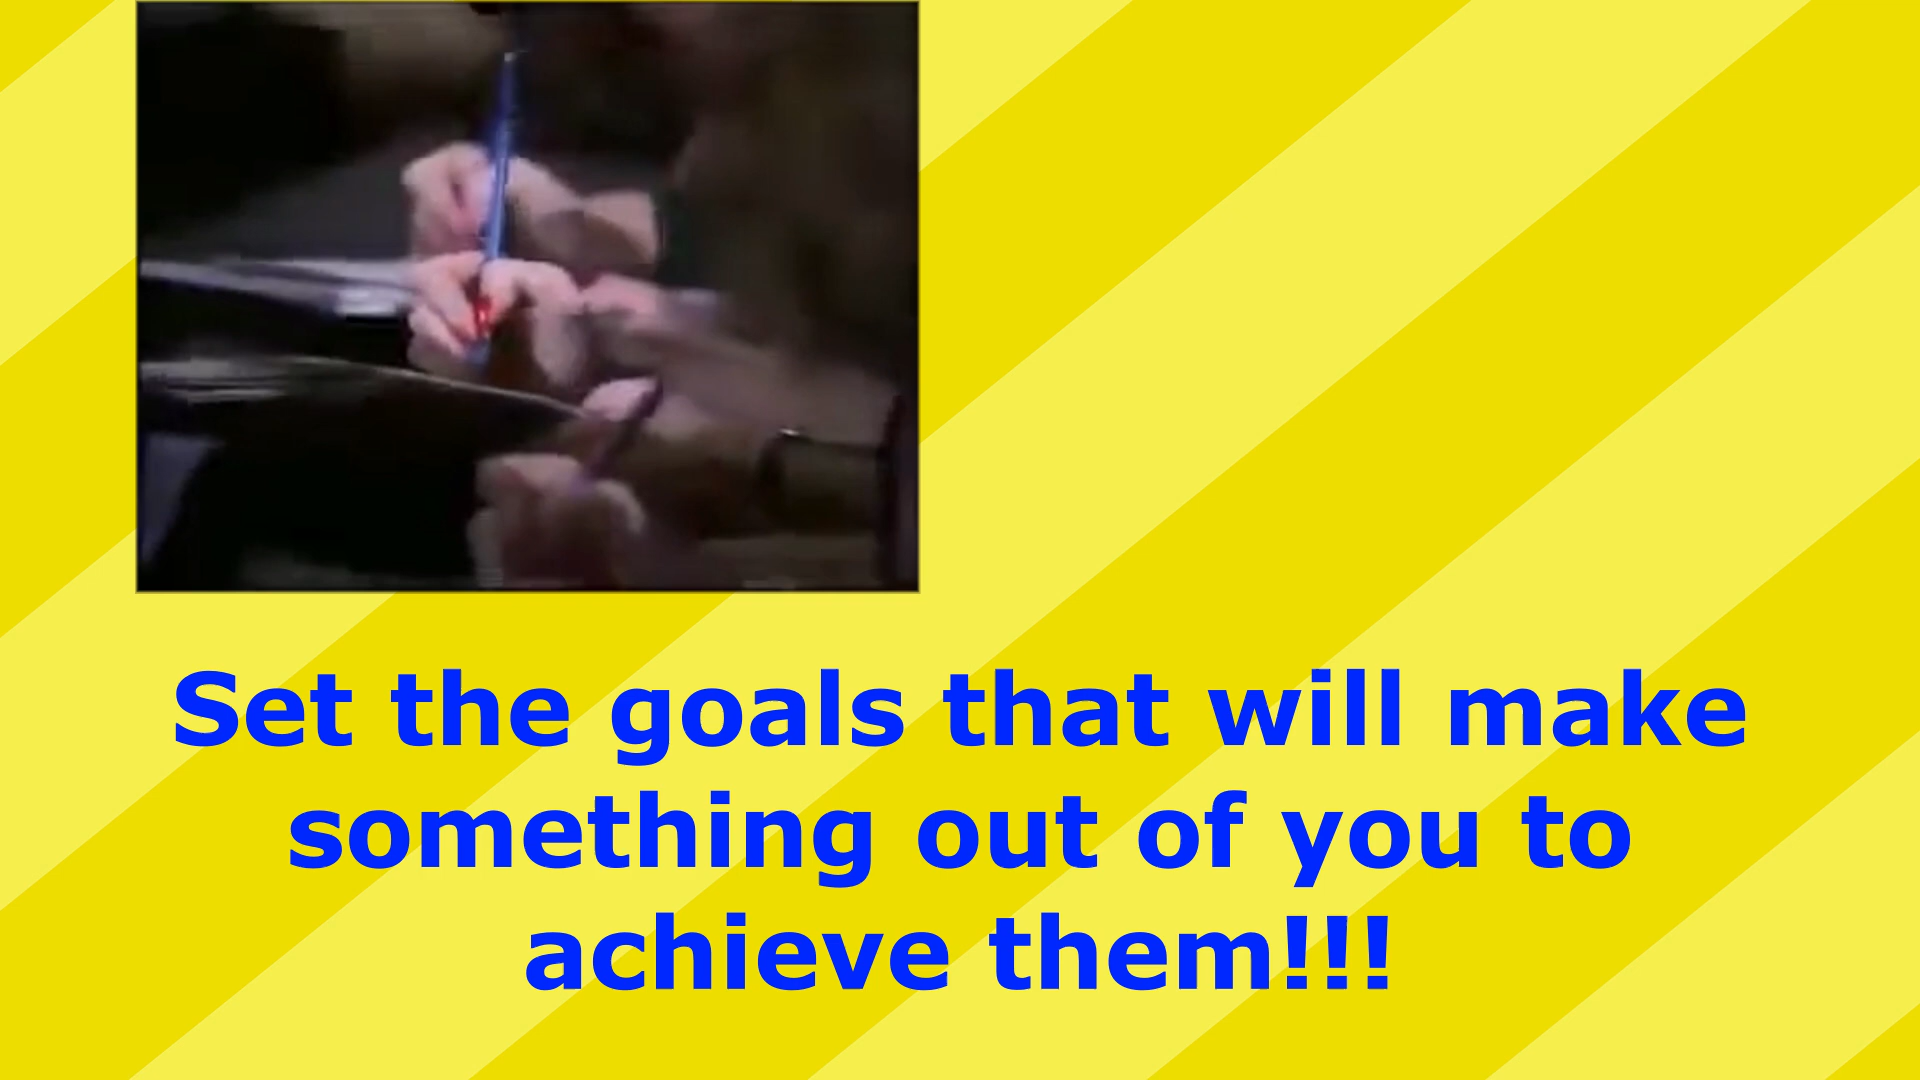 Set the goals that will make
something out of you to
achieve them!!!